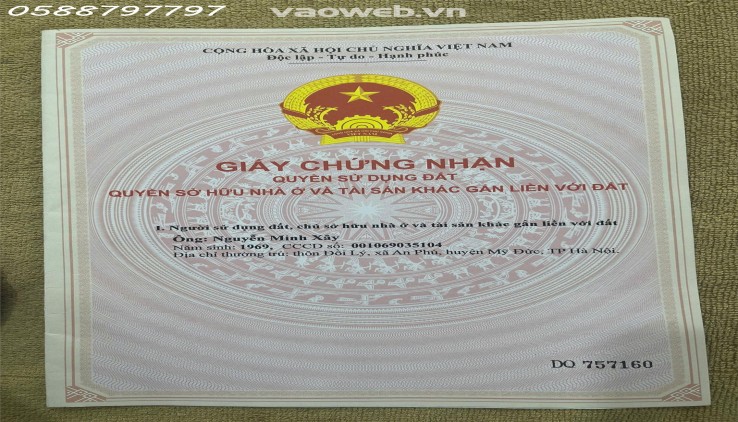 0588797797
vaoweb.vn
CỘNG HÒA XÃ HỘI CHỦ NGHĨA VIỆT NAM
Độc lập - Tự do - Hạnh phúc
VIỆT NAM
GIẤY CHỨNG NHẬN
QUYỀN SỬ DỤNG ĐẤT
QUYỀN SỞ HỮU NHÀ Ở VÀ TÀI SẢN KHÁC GẮN LIỀN VỚI ĐẤT
I. Người sử dụng đất, chủ sở hữu nhà ở và tài sản khác gắn liền với đất
Ông: Nguyễn Minh Xây
Năm sinh: 1969, CCCD số: 001069035104
Địa chỉ thường trú: thôn Đồi Lý, xã An Phú, huyện Mỹ Đức, TP Hà Nội.
DQ 757160